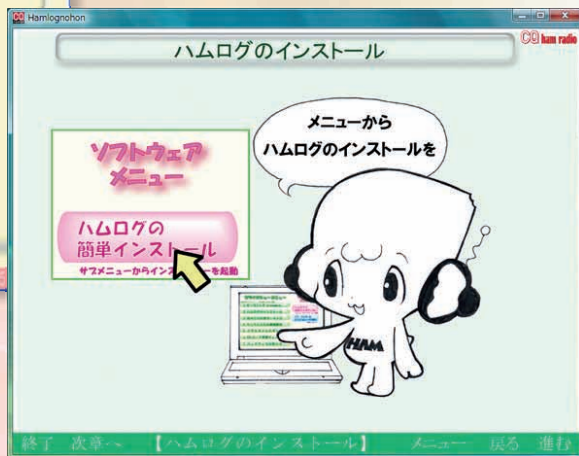 Hamlognohon
CQ ham radio
ハムログのインストール
メニューから
ハムログのインストールを
ソフトウェア
メニュー
ハムログの
簡単インストール
サブメニューからインス を起動
HAM
終了 次章へ 【ハムログのインストール】 メニュー 戻る 進む